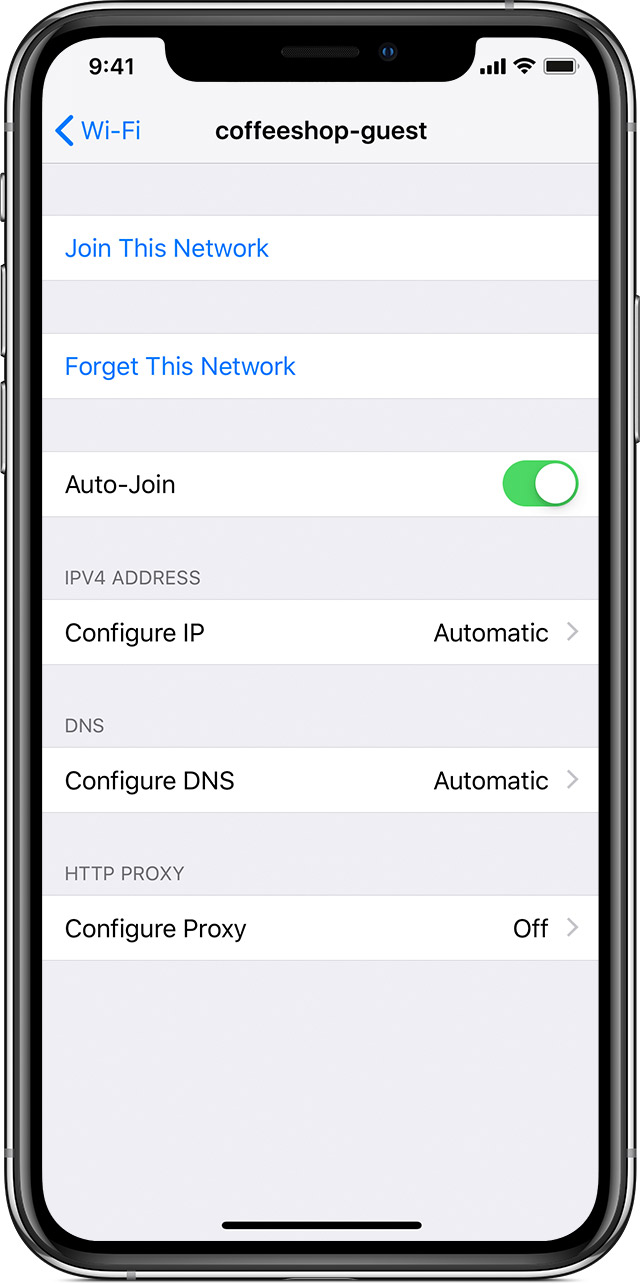 9:41
Wi-Fi coffeeshop-guest
Join This Network
Forget This Network
Auto-Join
IPV4 ADDRESS
Configure IP Automatic
DNS
Configure DNS Automatic
HTTP PROXY
Configure Proxy Off